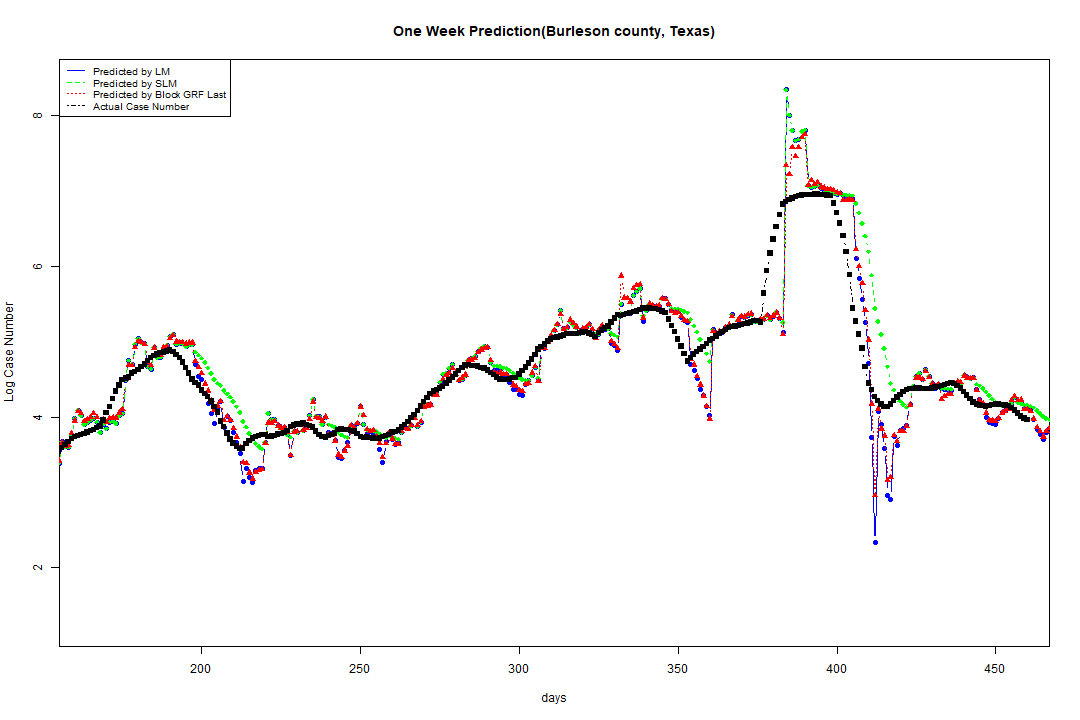 One Week Prediction(Burleson county, Texas)
Predicted by LM
Predicted by SLM
Predicted by Block GRF Last
Actual Case Number
8
6
4
2
Log Case Number
200 250 300 350 400 450
days